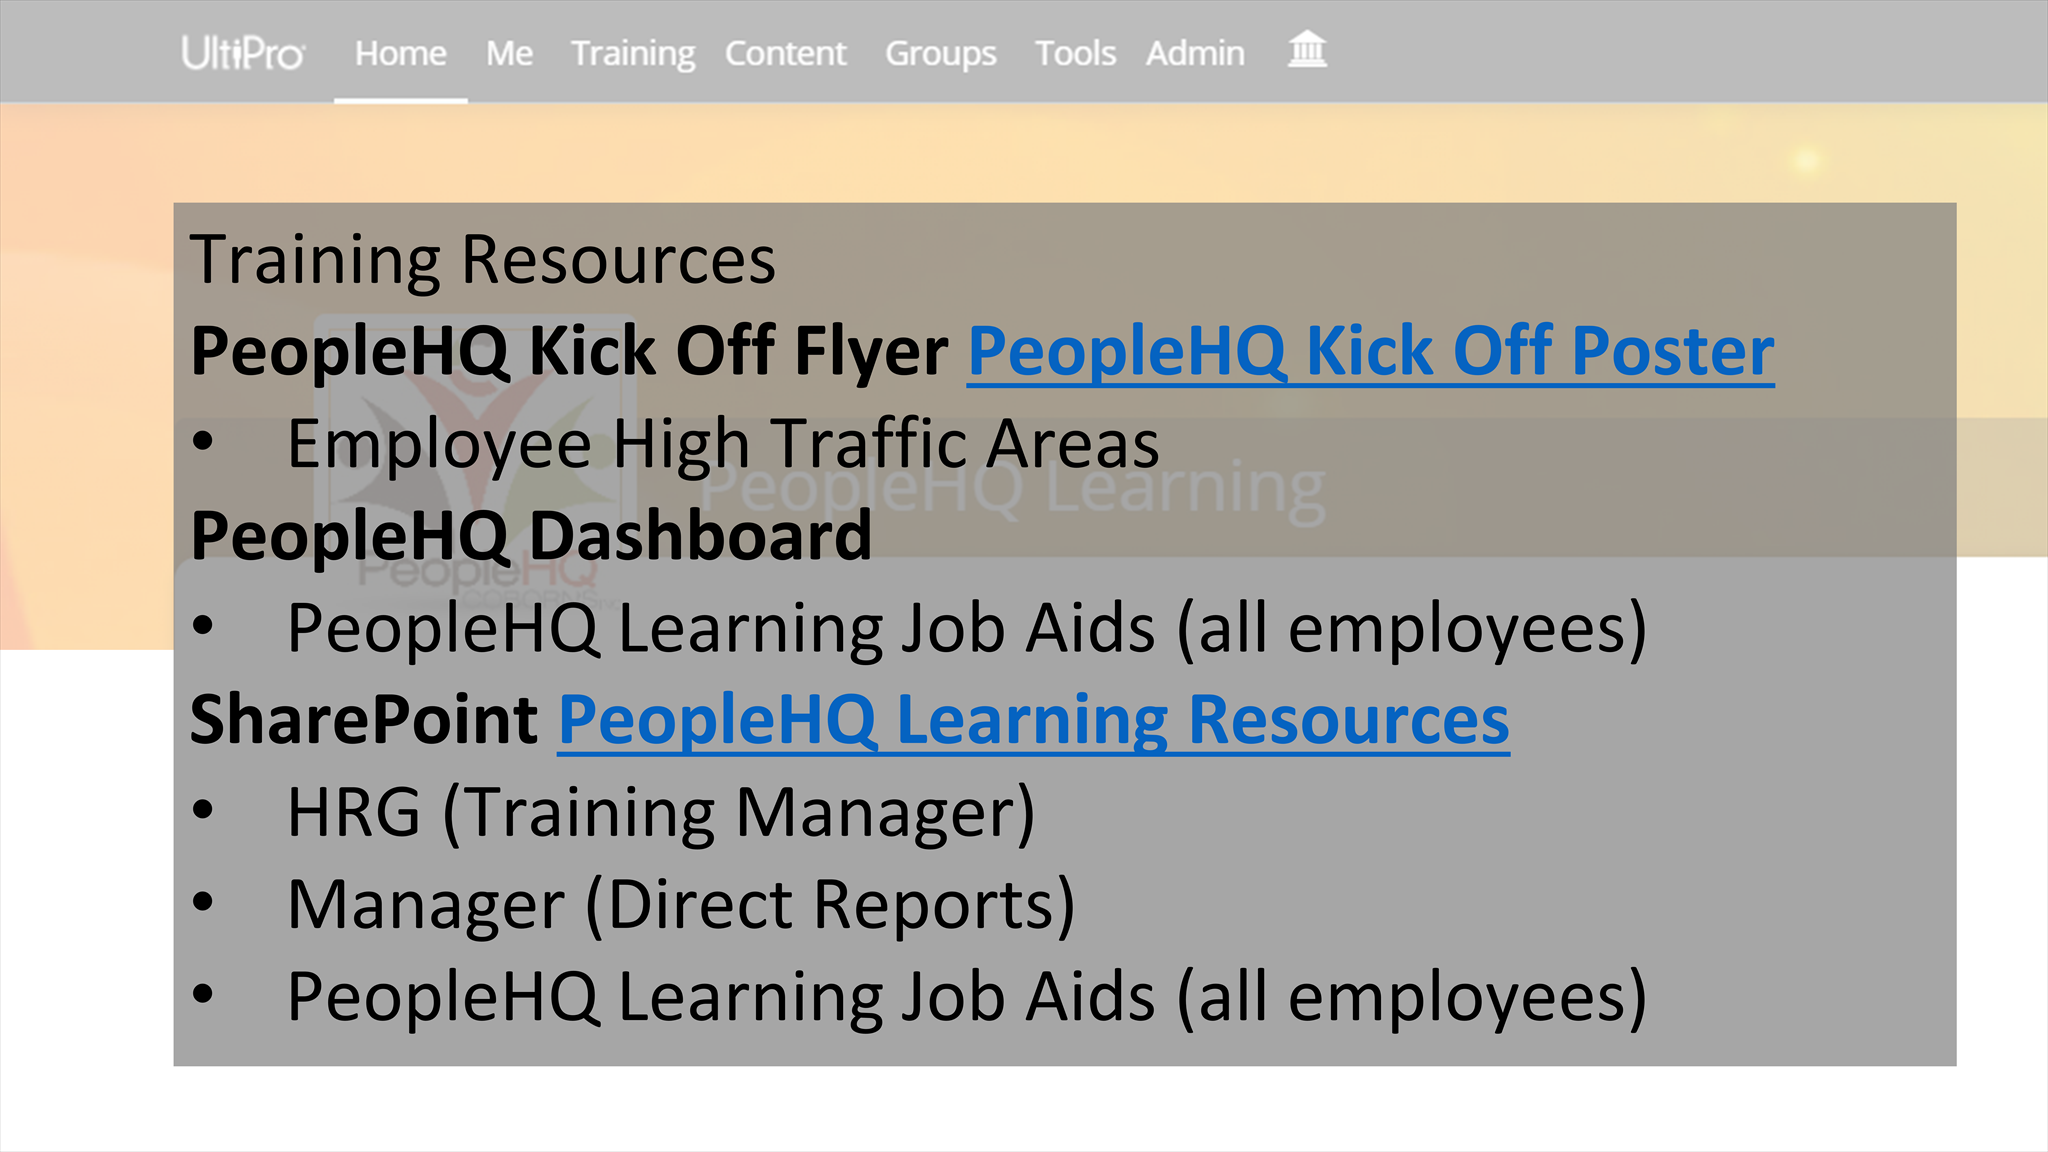 UltiPro Home Me Training Content Groups Tools Admin
Training Resources
PeopleHQ Kick Off Flyer PeopleHQ Kick Off Poster
• Employee High Traffic Areas
PeopleHQ Learning
PeopleHQ Dashboard
PeopleHQ
COBORN'S INC
• PeopleHQ Learning Job Aids (all employees)
SharePoint PeopleHQ Learning Resources
• HRG (Training Manager)
• Manager (Direct Reports)
• PeopleHQ Learning Job Aids (all employees)